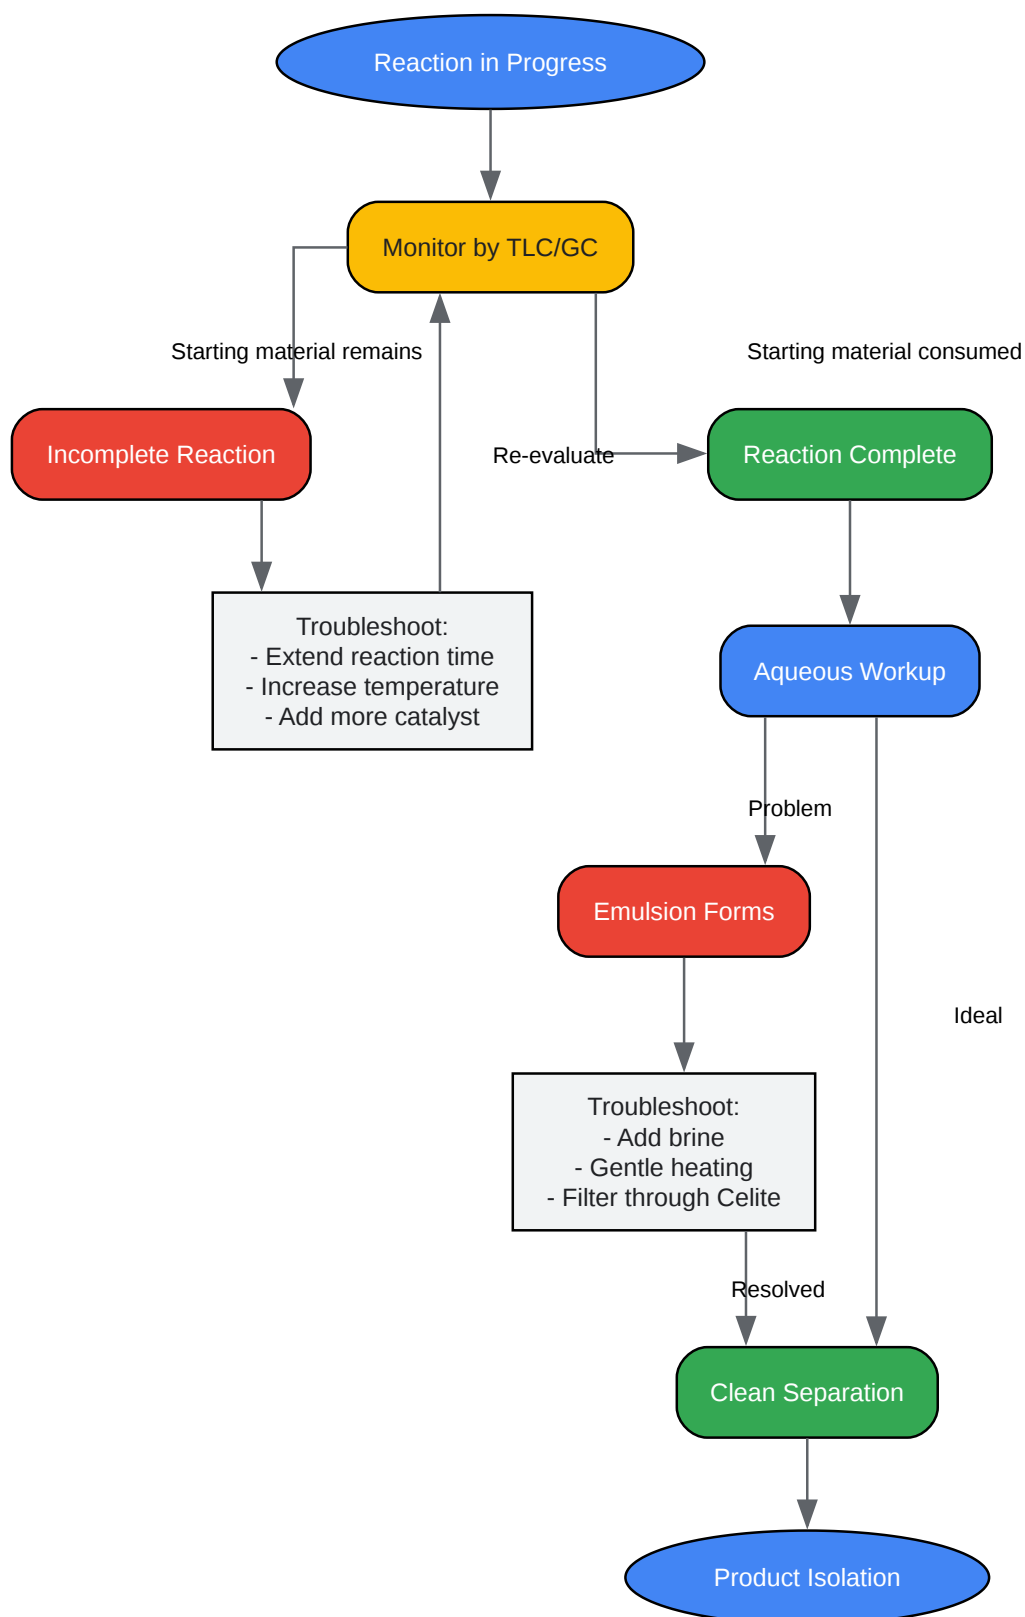 Reaction in Progress
Monitor by TLC/GC
Starting material remains
Starting material consumed
Incomplete Reaction
Re-evaluate
Reaction Complete
Troubleshoot:
- Extend reaction time
- Increase temperature
- Add more catalyst
Aqueous Workup
Problem
Emulsion Forms
Ideal
Troubleshoot:
- Add brine
- Gentle heating
- Filter through Celite
Resolved
Clean Separation
Product Isolation